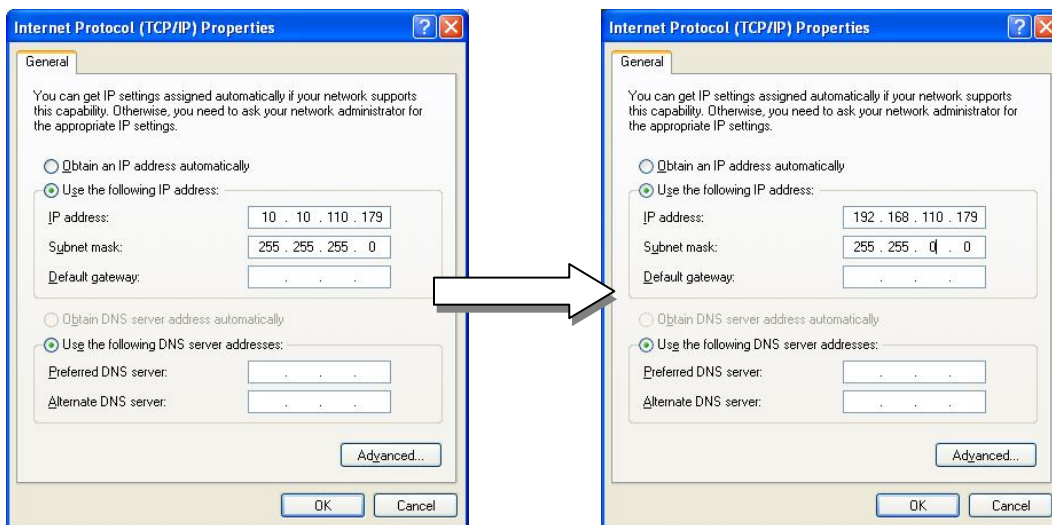 Internet Protocol (TCP/IP) Properties
General
You can get IP settings assigned automatically if your network supports
this capability. Otherwise, you need to ask your network administrator for
the appropriate IP settings.
Obtain an IP address automatically
Use the following IP address:
IP address: 10 . 10 . 110 . 179
Subnet mask: 255 . 255 . 255 . 0
Default gateway: . . .
Obtain DNS server address automatically
Use the following DNS server addresses:
Preferred DNS server: . . .
Alternate DNS server: . . .
Advanced...
OK Cancel
Internet Protocol (TCP/IP) Properties
General
You can get IP settings assigned automatically if your network supports
this capability. Otherwise, you need to ask your network administrator for
the appropriate IP settings.
Obtain an IP address automatically
Use the following IP address:
IP address: 192 . 168 . 110 . 179
Subnet mask: 255 . 255 . 0 . 0
Default gateway: . . .
Obtain DNS server address automatically
Use the following DNS server addresses:
Preferred DNS server: . . .
Alternate DNS server: . . .
Advanced...
OK Cancel